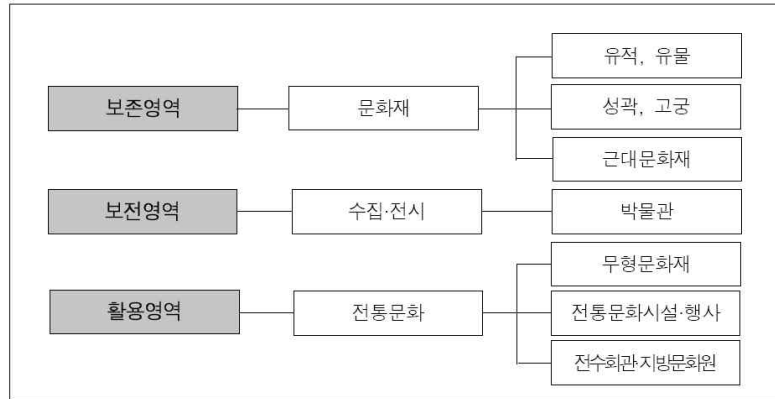 보존영역
문화재
유적, 유물
성곽, 고궁
근대문화재
보전영역
수집·전시
박물관
활용영역
전통문화
무형문화재
전통문화시설·행사
전수회관·지방문화원